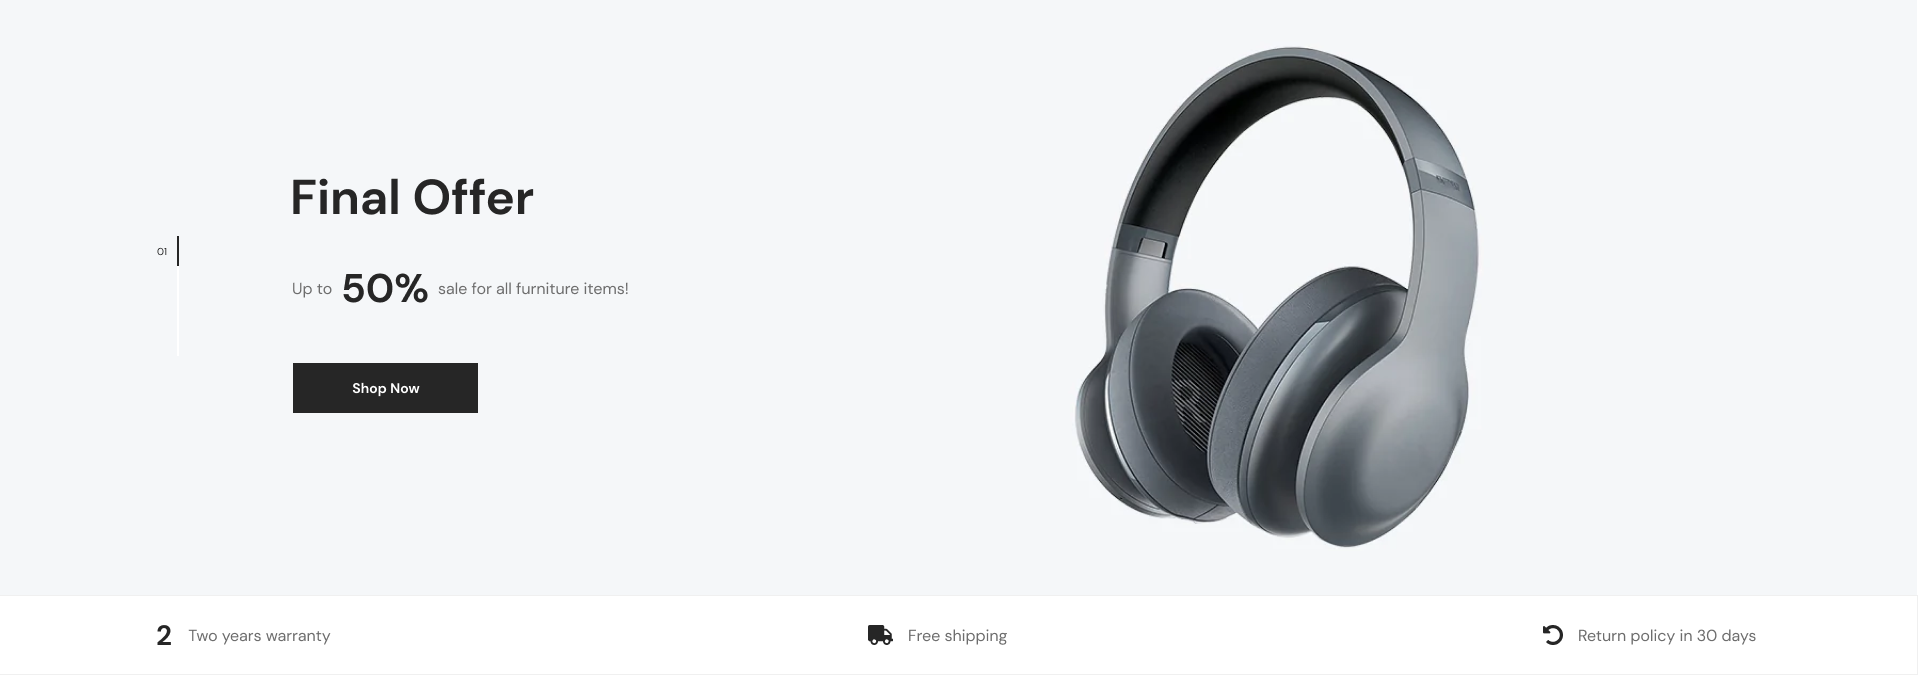 Final Offer
01
Up to 50% sale for all furniture items!
Shop Now
2 Two years warranty
Free shipping
Return policy in 30 days